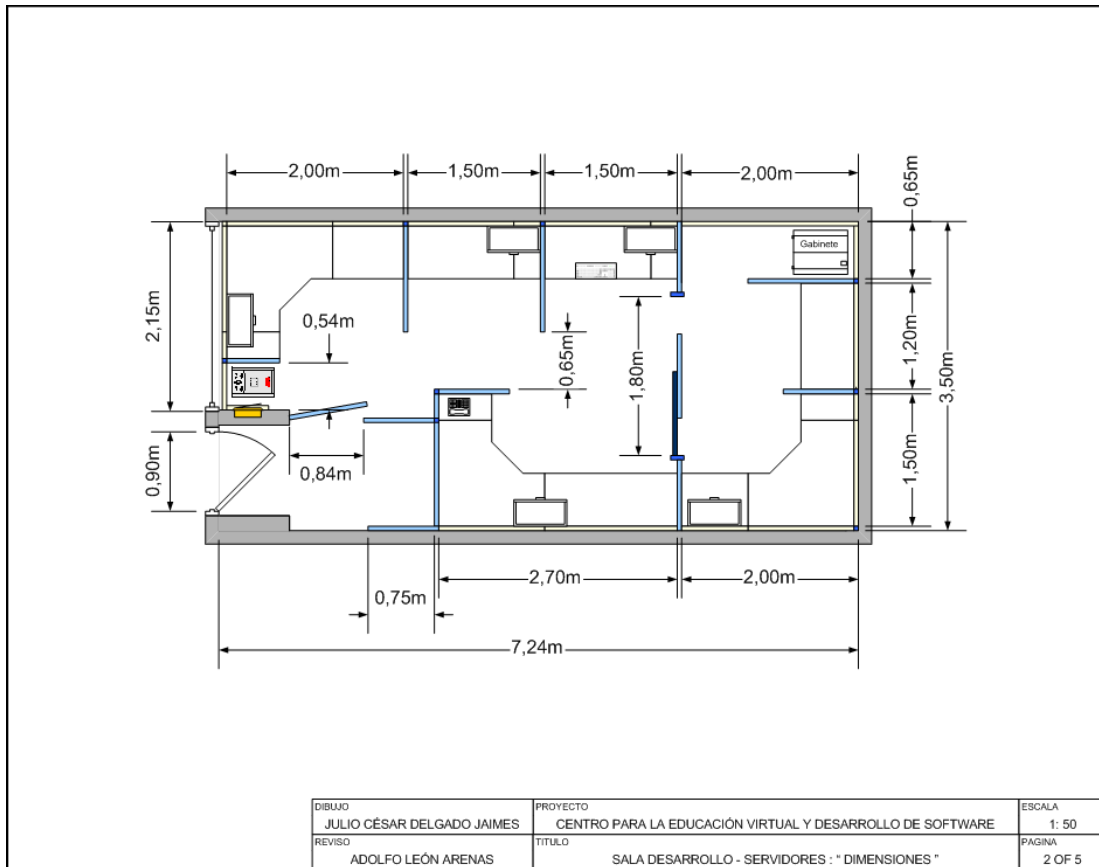 2,00m
1,50m
1,50m
2,00m
0,65m
Gabinete
2,15m
0,54m
0,65m
1,80m
1,20m
3,50m
0,90m
0,84m
1,50m
2,70m
2,00m
0,75m
7,24m
DIBUJO
JULIO CÉSAR DELGADO JAIMES
PROYECTO
CENTRO PARA LA EDUCACIÓN VIRTUAL Y DESARROLLO DE SOFTWARE
ESCALA
1: 50
REVISO
ADOLFO LEÓN ARENAS
TITULO
SALA DESARROLLO - SERVIDORES : " DIMENSIONES "
PAGINA
2 OF 5